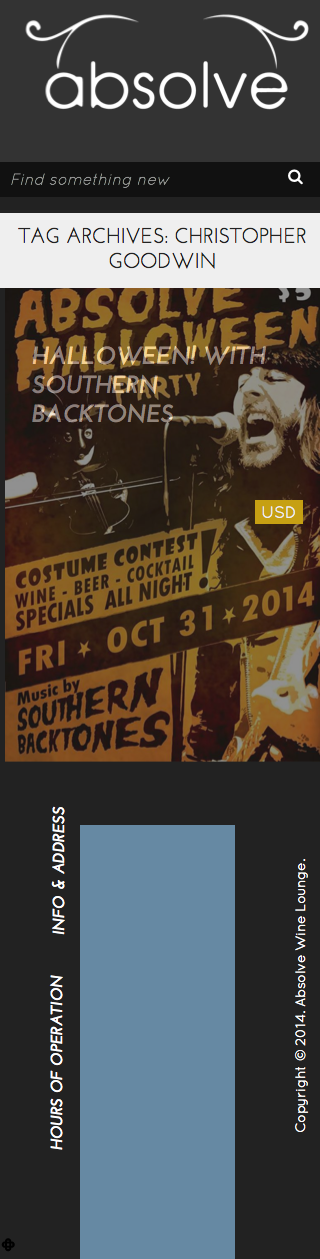 absolve
Find something new
TAG ARCHIVES: CHRISTOPHER
GOODWIN
$5
ABSOLVE
HALLOWEEN
PARTY
HALLOWEEN! WITH
SOUTHERN
BACKTONES
USD
COSTUME CONTEST
WINE - BEER - COCKTAIL
SPECIALS ALL NIGHT!
FRI ★ OCT 31 ★ 2014
Music by
SOUTHERN
BACKTONES
INFO & ADDRESS
HOURS OF OPERATION
Copyright © 2014. Absolve Wine Lounge.